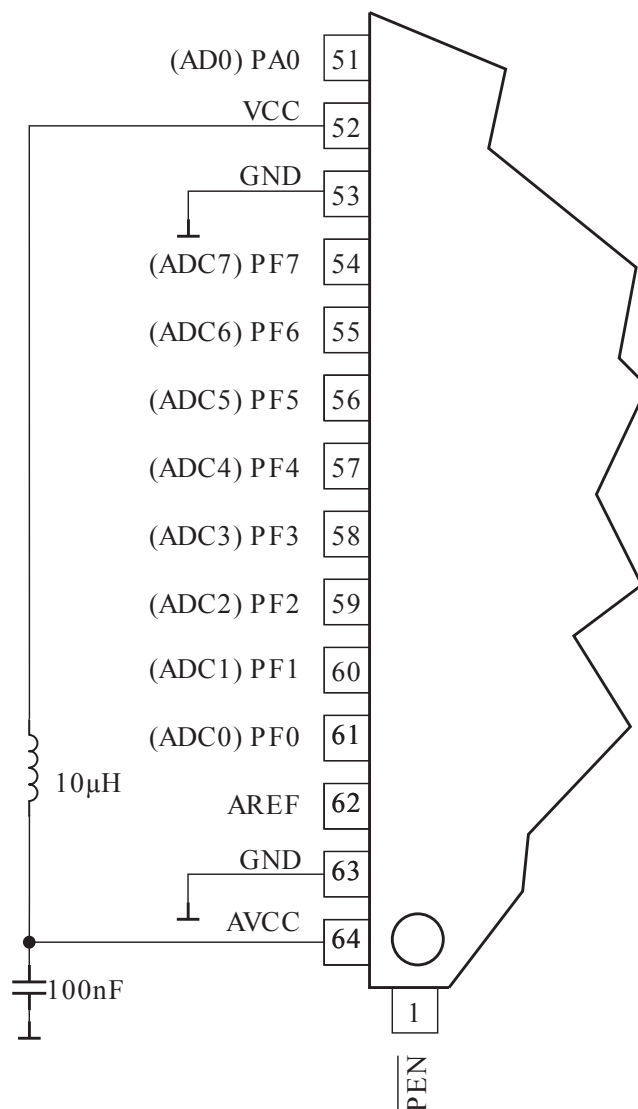 (AD0) PA0 51
VCC 52
GND 53
(ADC7) PF7 54
(ADC6) PF6 55
(ADC5) PF5 56
(ADC4) PF4 57
(ADC3) PF3 58
(ADC2) PF2 59
(ADC1) PF1 60
(ADC0) PF0 61
10μH
AREF 62
GND 63
AVCC 64
100nF
1
PEN